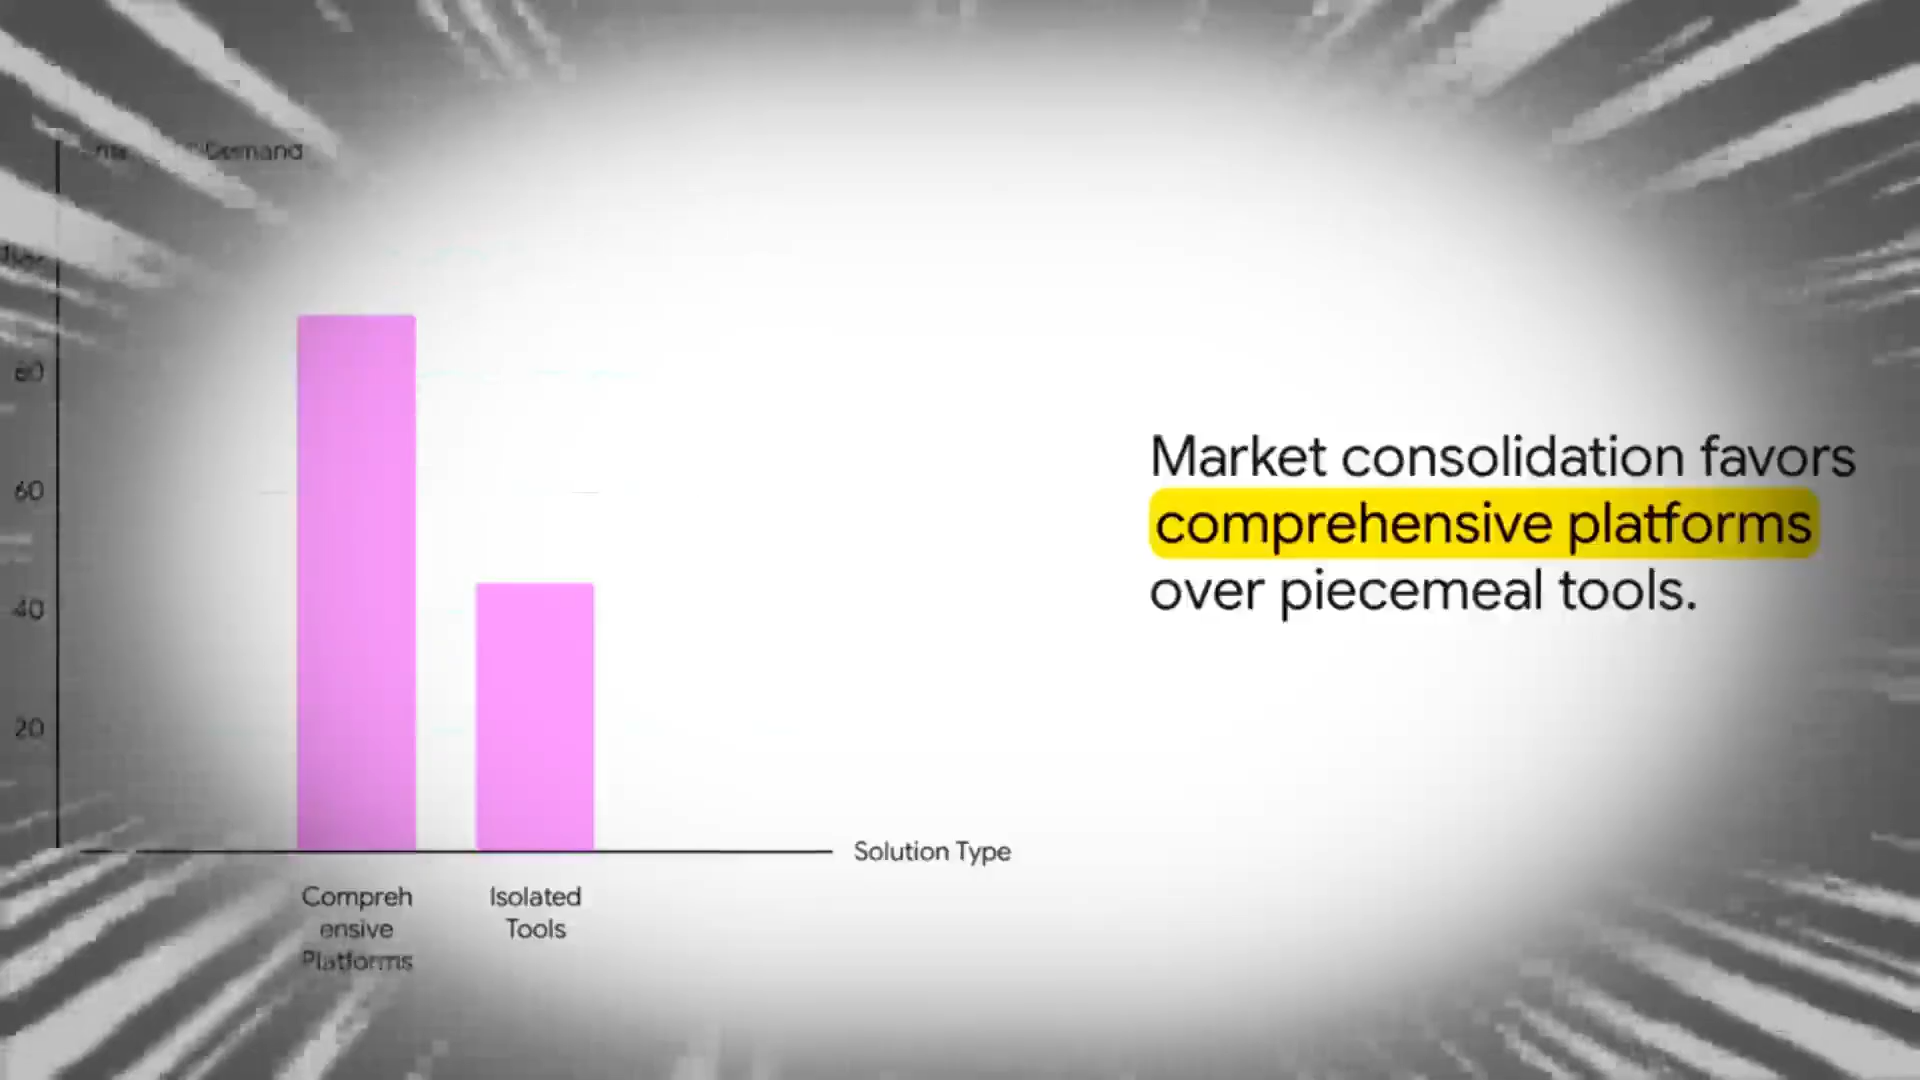 Demand
80
60
40
20
Solution Type
Compreh
ensive
Platforms
Isolated
Tools
Market consolidation favors
comprehensive platforms
over piecemeal tools.